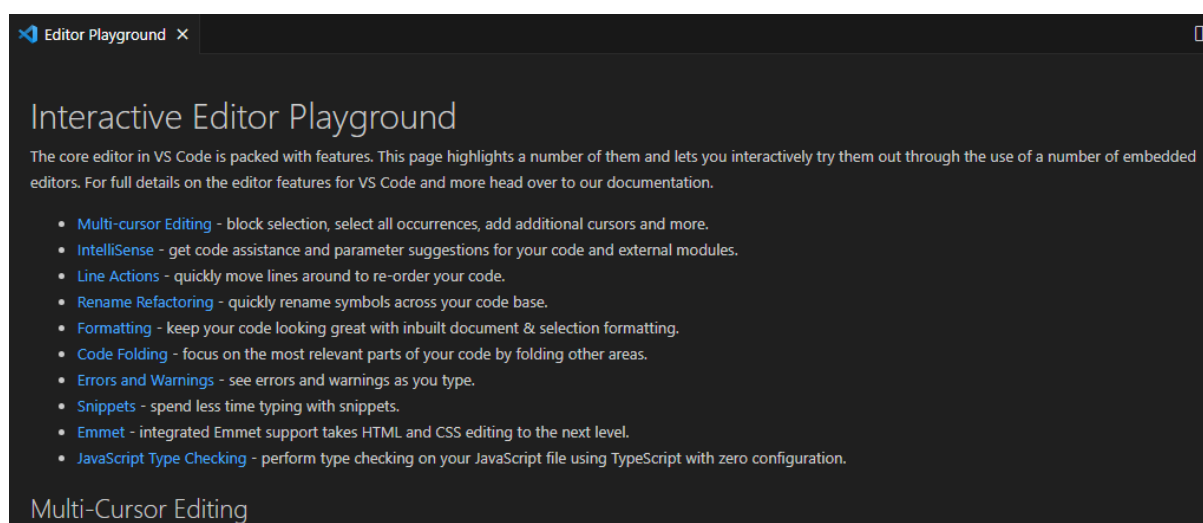 Editor Playground
Interactive Editor Playground
The core editor in VS Code is packed with features. This page highlights a number of them and lets you interactively try them out through the use of a number of embedded
editors. For full details on the editor features for VS Code and more head over to our documentation.
Multi-cursor Editing - block selection, select all occurrences, add additional cursors and more.
IntelliSense - get code assistance and parameter suggestions for your code and external modules.
Line Actions - quickly move lines around to re-order your code.
Rename Refactoring - quickly rename symbols across your code base.
Formatting - keep your code looking great with inbuilt document & selection formatting.
Code Folding - focus on the most relevant parts of your code by folding other areas.
Errors and Warnings - see errors and warnings as you type.
Snippets - spend less time typing with snippets.
Emmet - integrated Emmet support takes HTML and CSS editing to the next level.
JavaScript Type Checking - perform type checking on your JavaScript file using TypeScript with zero configuration.
Multi-Cursor Editing